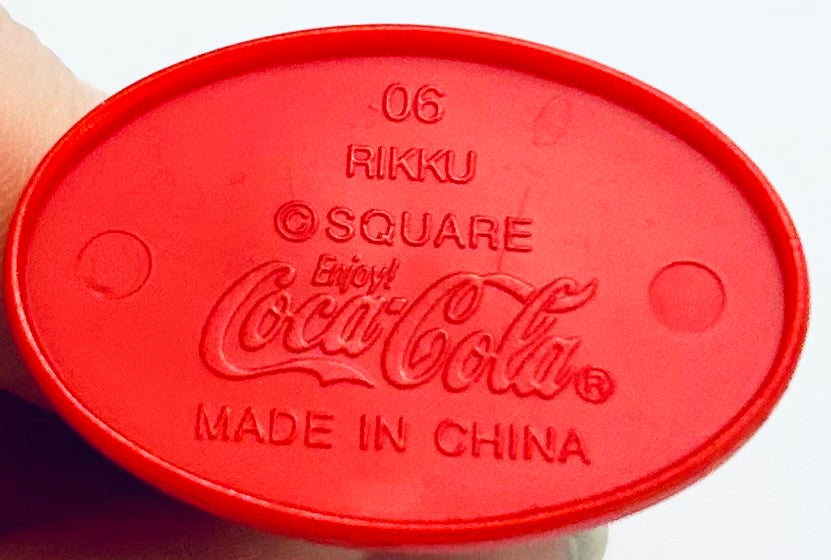 06
RIKKU
©SQUARE
Enjoy!
Coca-Cola®
MADE IN CHINA